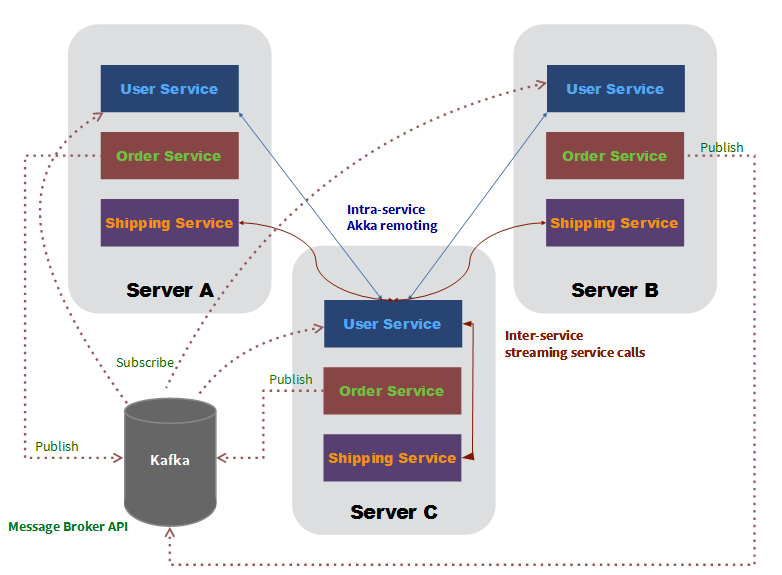 User Service
Order Service
Shipping Service
Server A
User Service
Order Service
Shipping Service
Server B
Publish
Intra-service
Akka remoting
User Service
Order Service
Shipping Service
Server C
Inter-service
streaming service calls
Subscribe
Publish
Publish
Kafka
Message Broker API